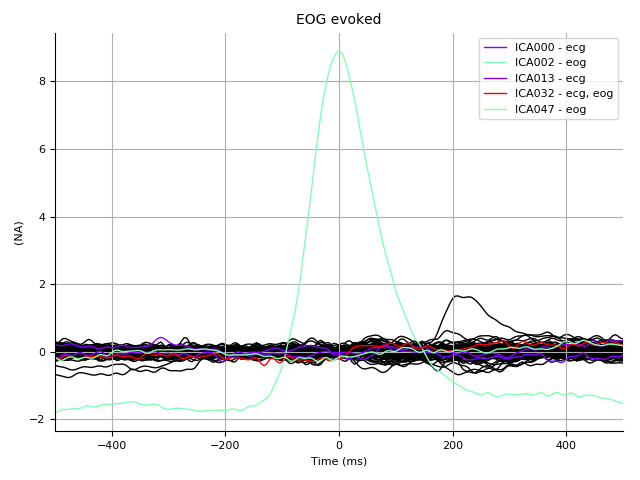 EOG evoked
ICA000 - ecg
ICA002 - eog
ICA013 - ecg
ICA032 - ecg, eog
ICA047 - eog
8
6
4
2
0
−2
(NA)
−400
−200
0
200
400
Time (ms)